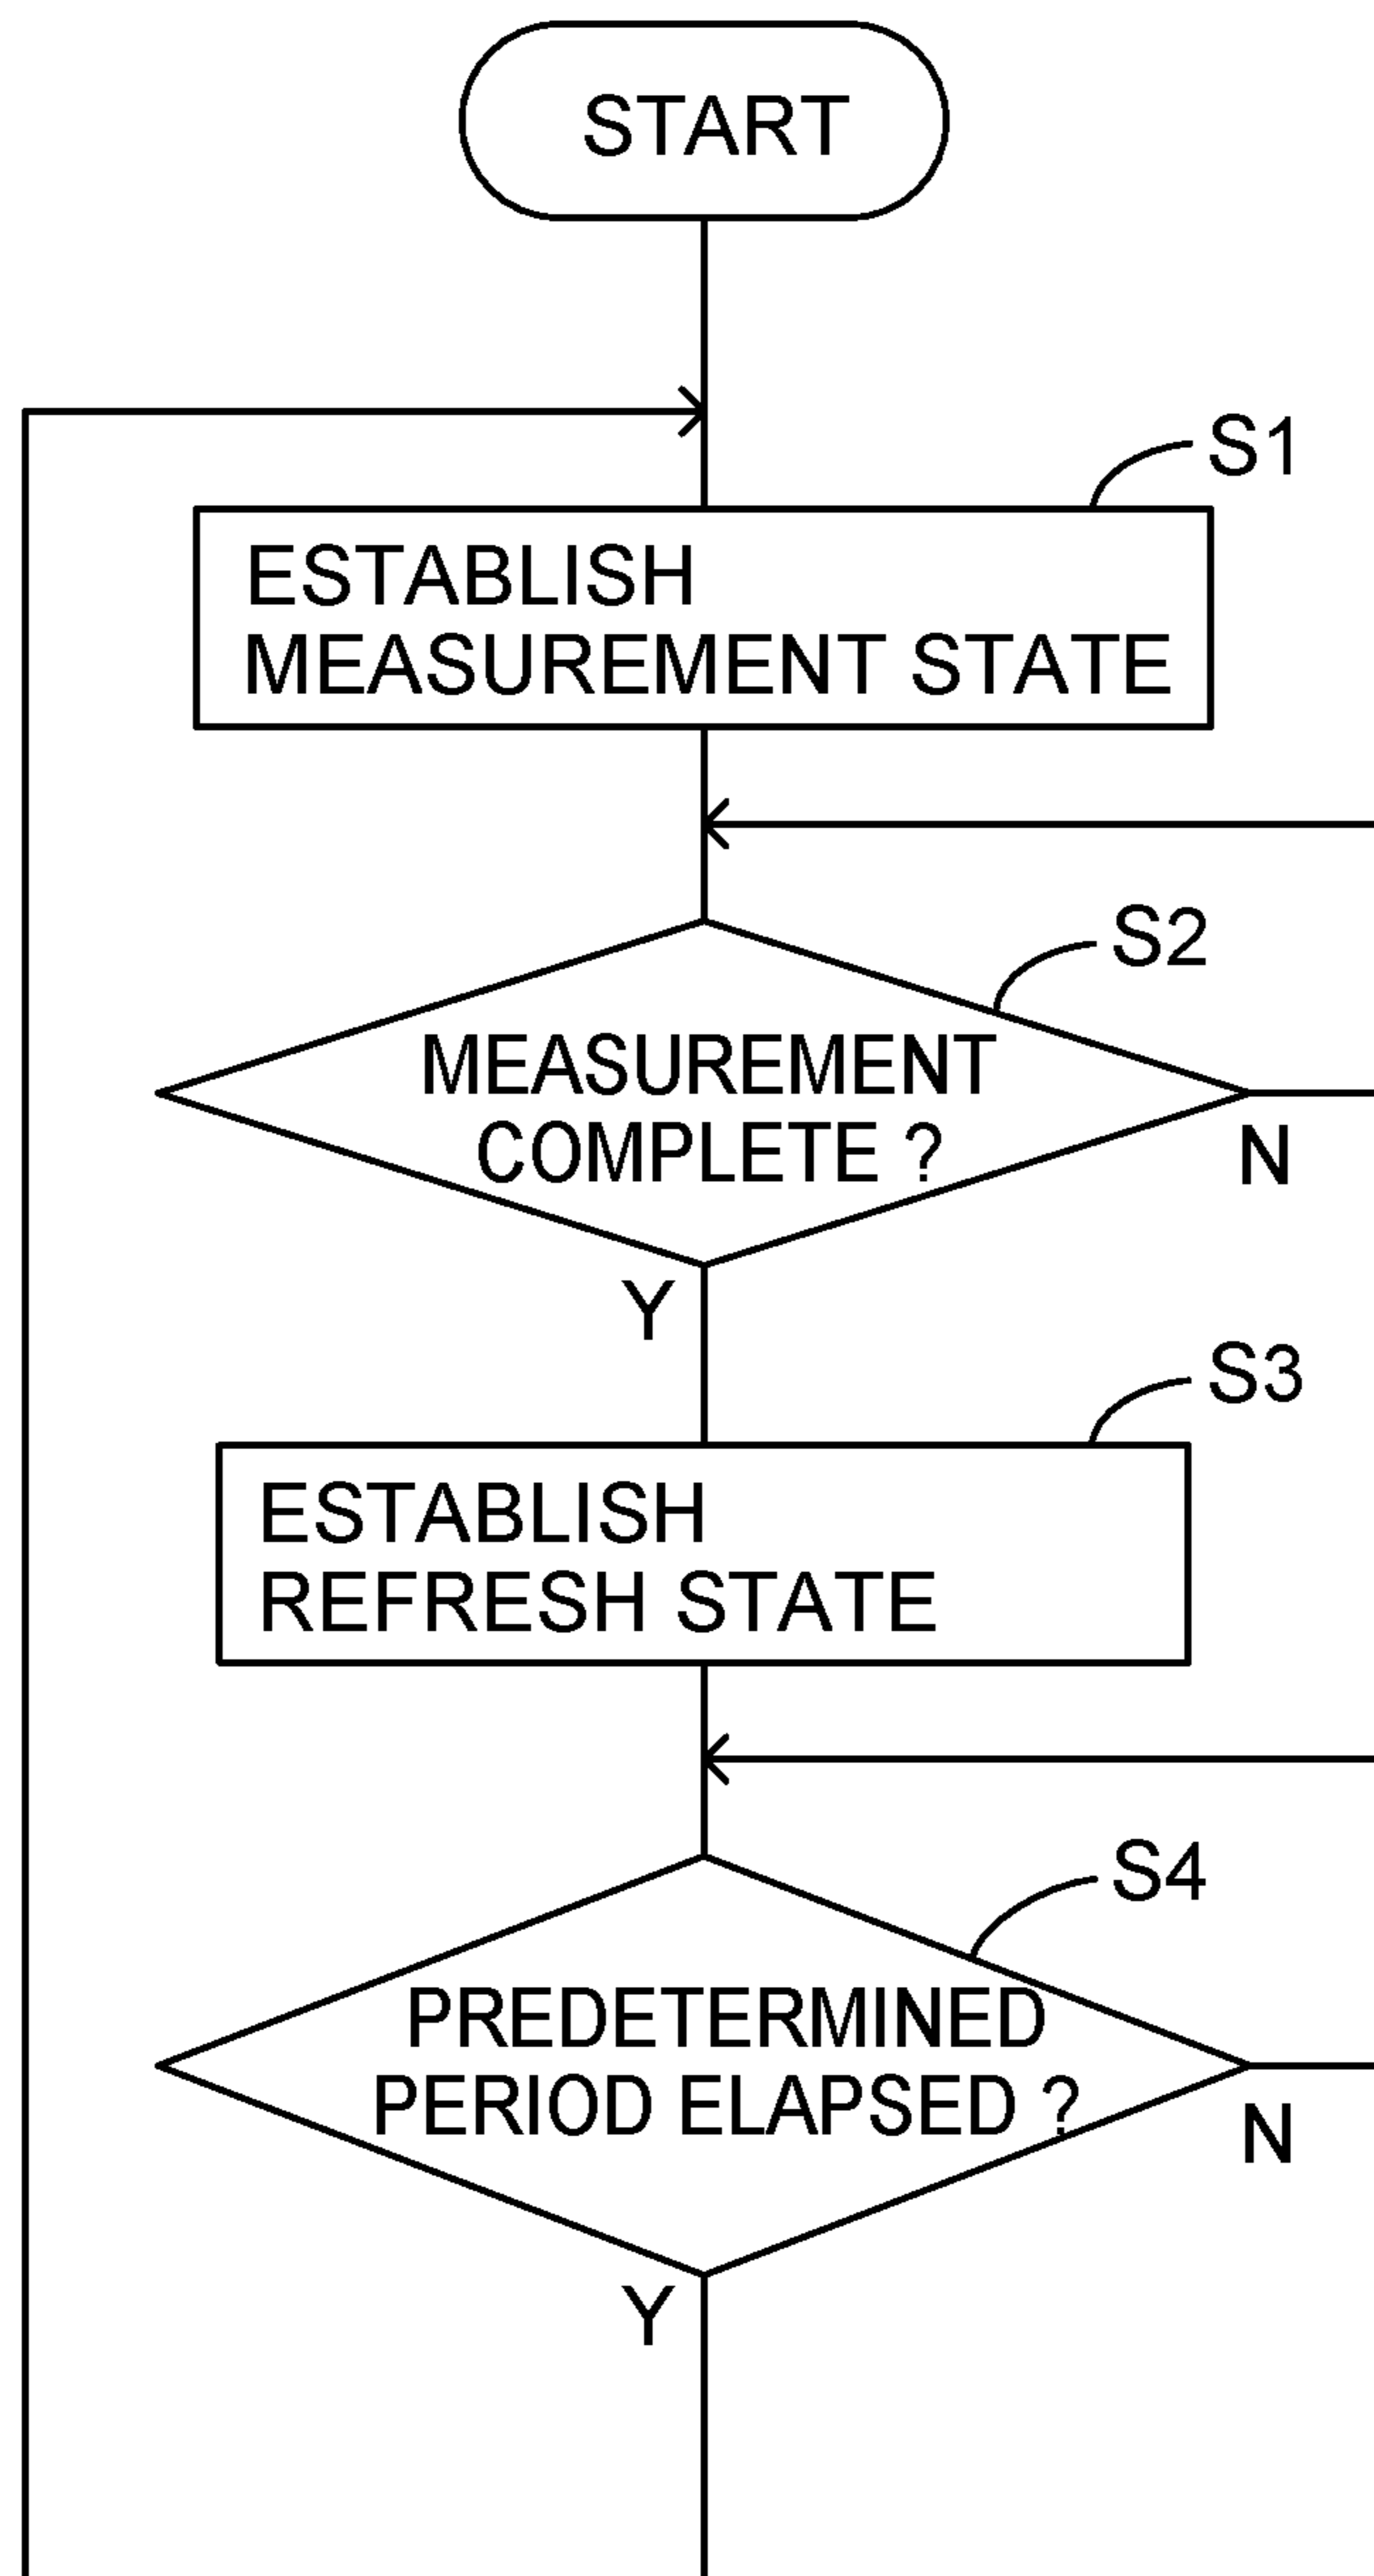 START
S1
ESTABLISH
MEASUREMENT STATE
S2
MEASUREMENT
COMPLETE ?
N
Y
S3
ESTABLISH
REFRESH STATE
S4
PREDETERMINED
PERIOD ELAPSED ?
N
Y